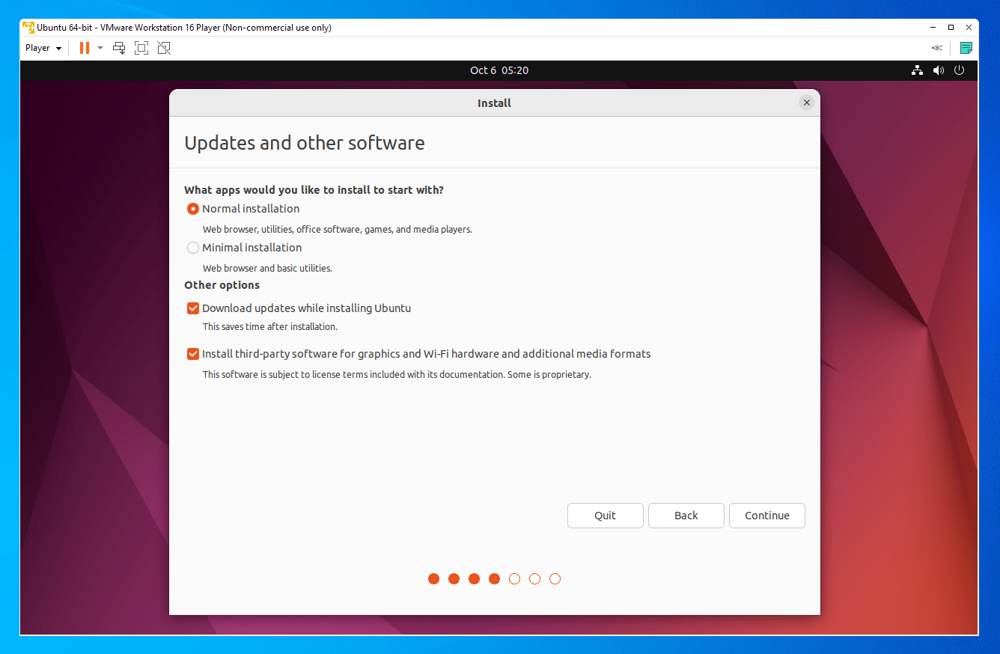 Ubuntu 64-bit - VMware Workstation 16 Player (Non-commercial use only)
Player
Oct 6 05:20
Install
Updates and other software
What apps would you like to install to start with?
Normal installation
Web browser, utilities, office software, games, and media players.
Minimal installation
Web browser and basic utilities.
Other options
Download updates while installing Ubuntu
This saves time after installation.
Install third-party software for graphics and Wi-Fi hardware and additional media formats
This software is subject to license terms included with its documentation. Some is proprietary.
Quit Back Continue